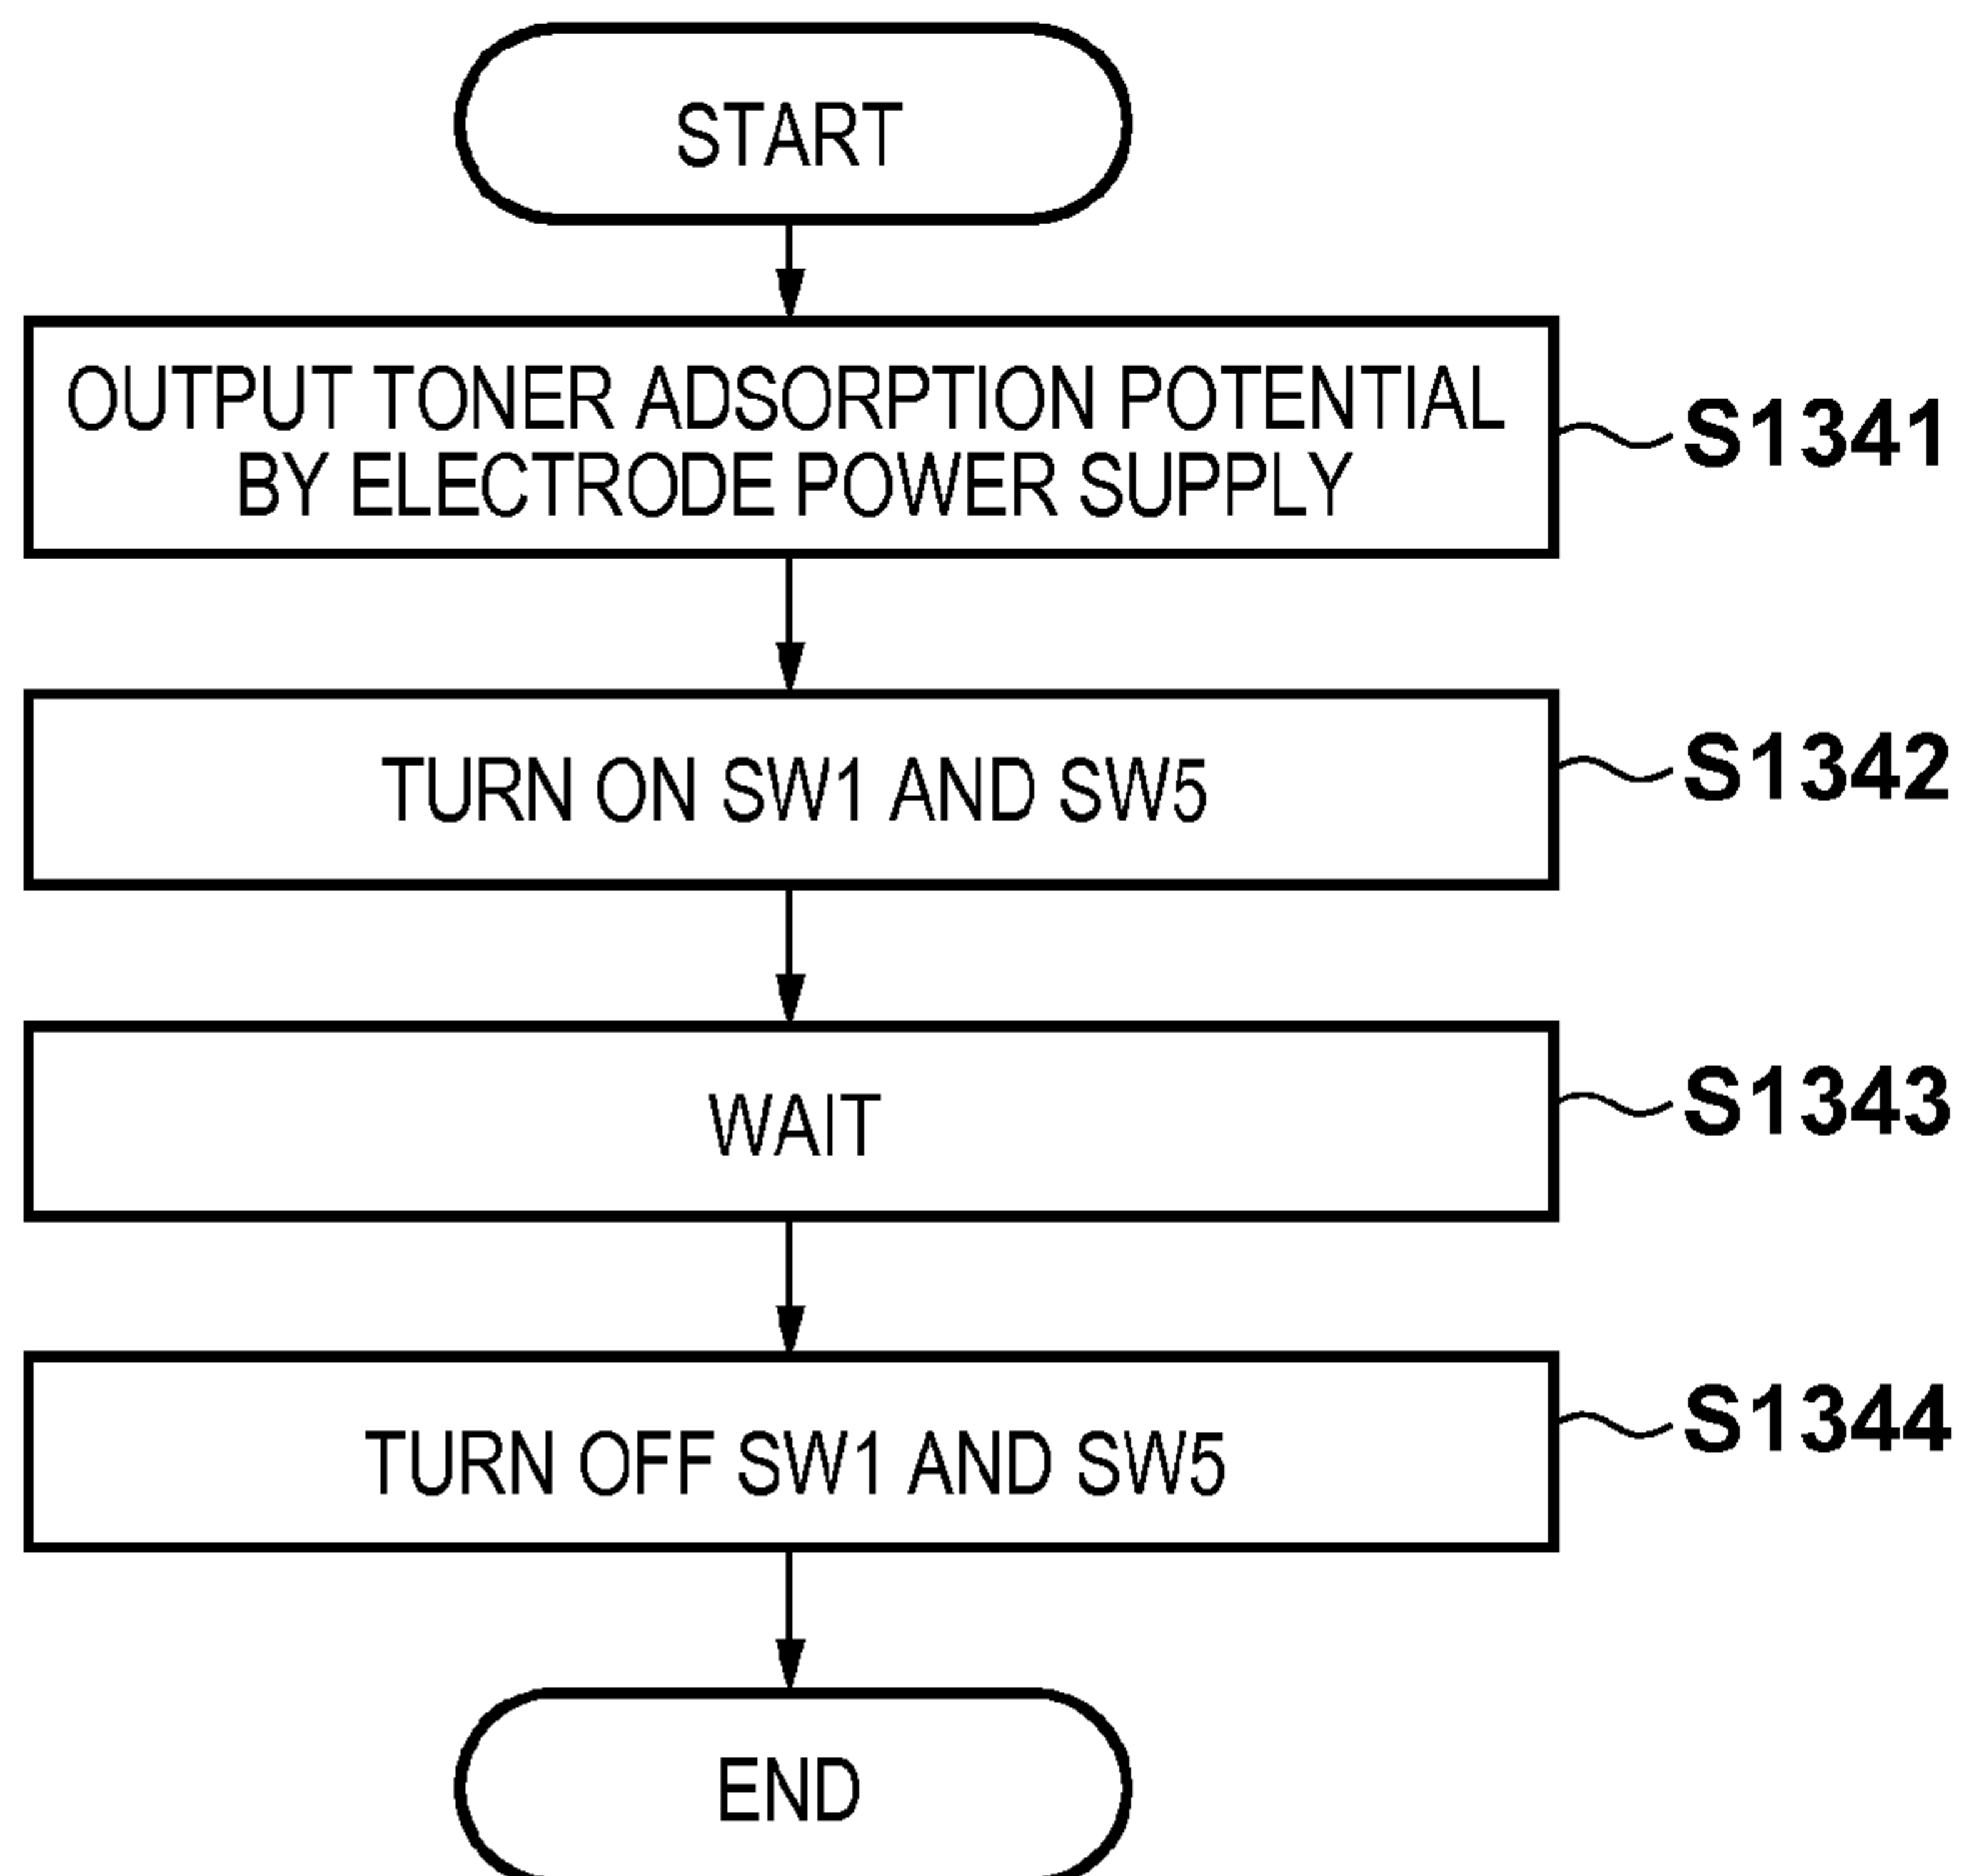 START
OUTPUT TONER ADSORPTION POTENTIAL
BY ELECTRODE POWER SUPPLY
S1341
TURN ON SW1 AND SW5
S1342
WAIT
S1343
TURN OFF SW1 AND SW5
S1344
END